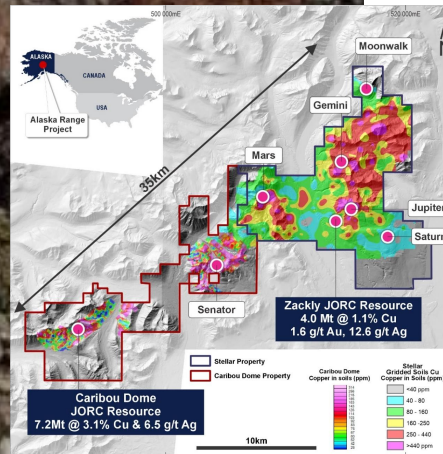 500 000mE
520 000mE
ALASKA
CANADA
USA
Alaska Range
Project
35km
Moonwalk
Gemini
Mars
Jupiter
Saturn
Senator
Zackly JORC Resource
4.0 Mt @ 1.1% Cu
1.6 g/t Au, 12.6 g/t Ag
Caribou Dome
JORC Resource
7.2Mt @ 3.1% Cu & 6.5 g/t Ag
Stellar Property
Caribou Dome Property
10km
Caribou Dome
Copper in soils (ppm)
Stellar
Gridded Soils Cu
Copper in Soils (ppm)
<40 ppm
40 - 80
80 - 160
160 -250
250 - 440
>440 ppm